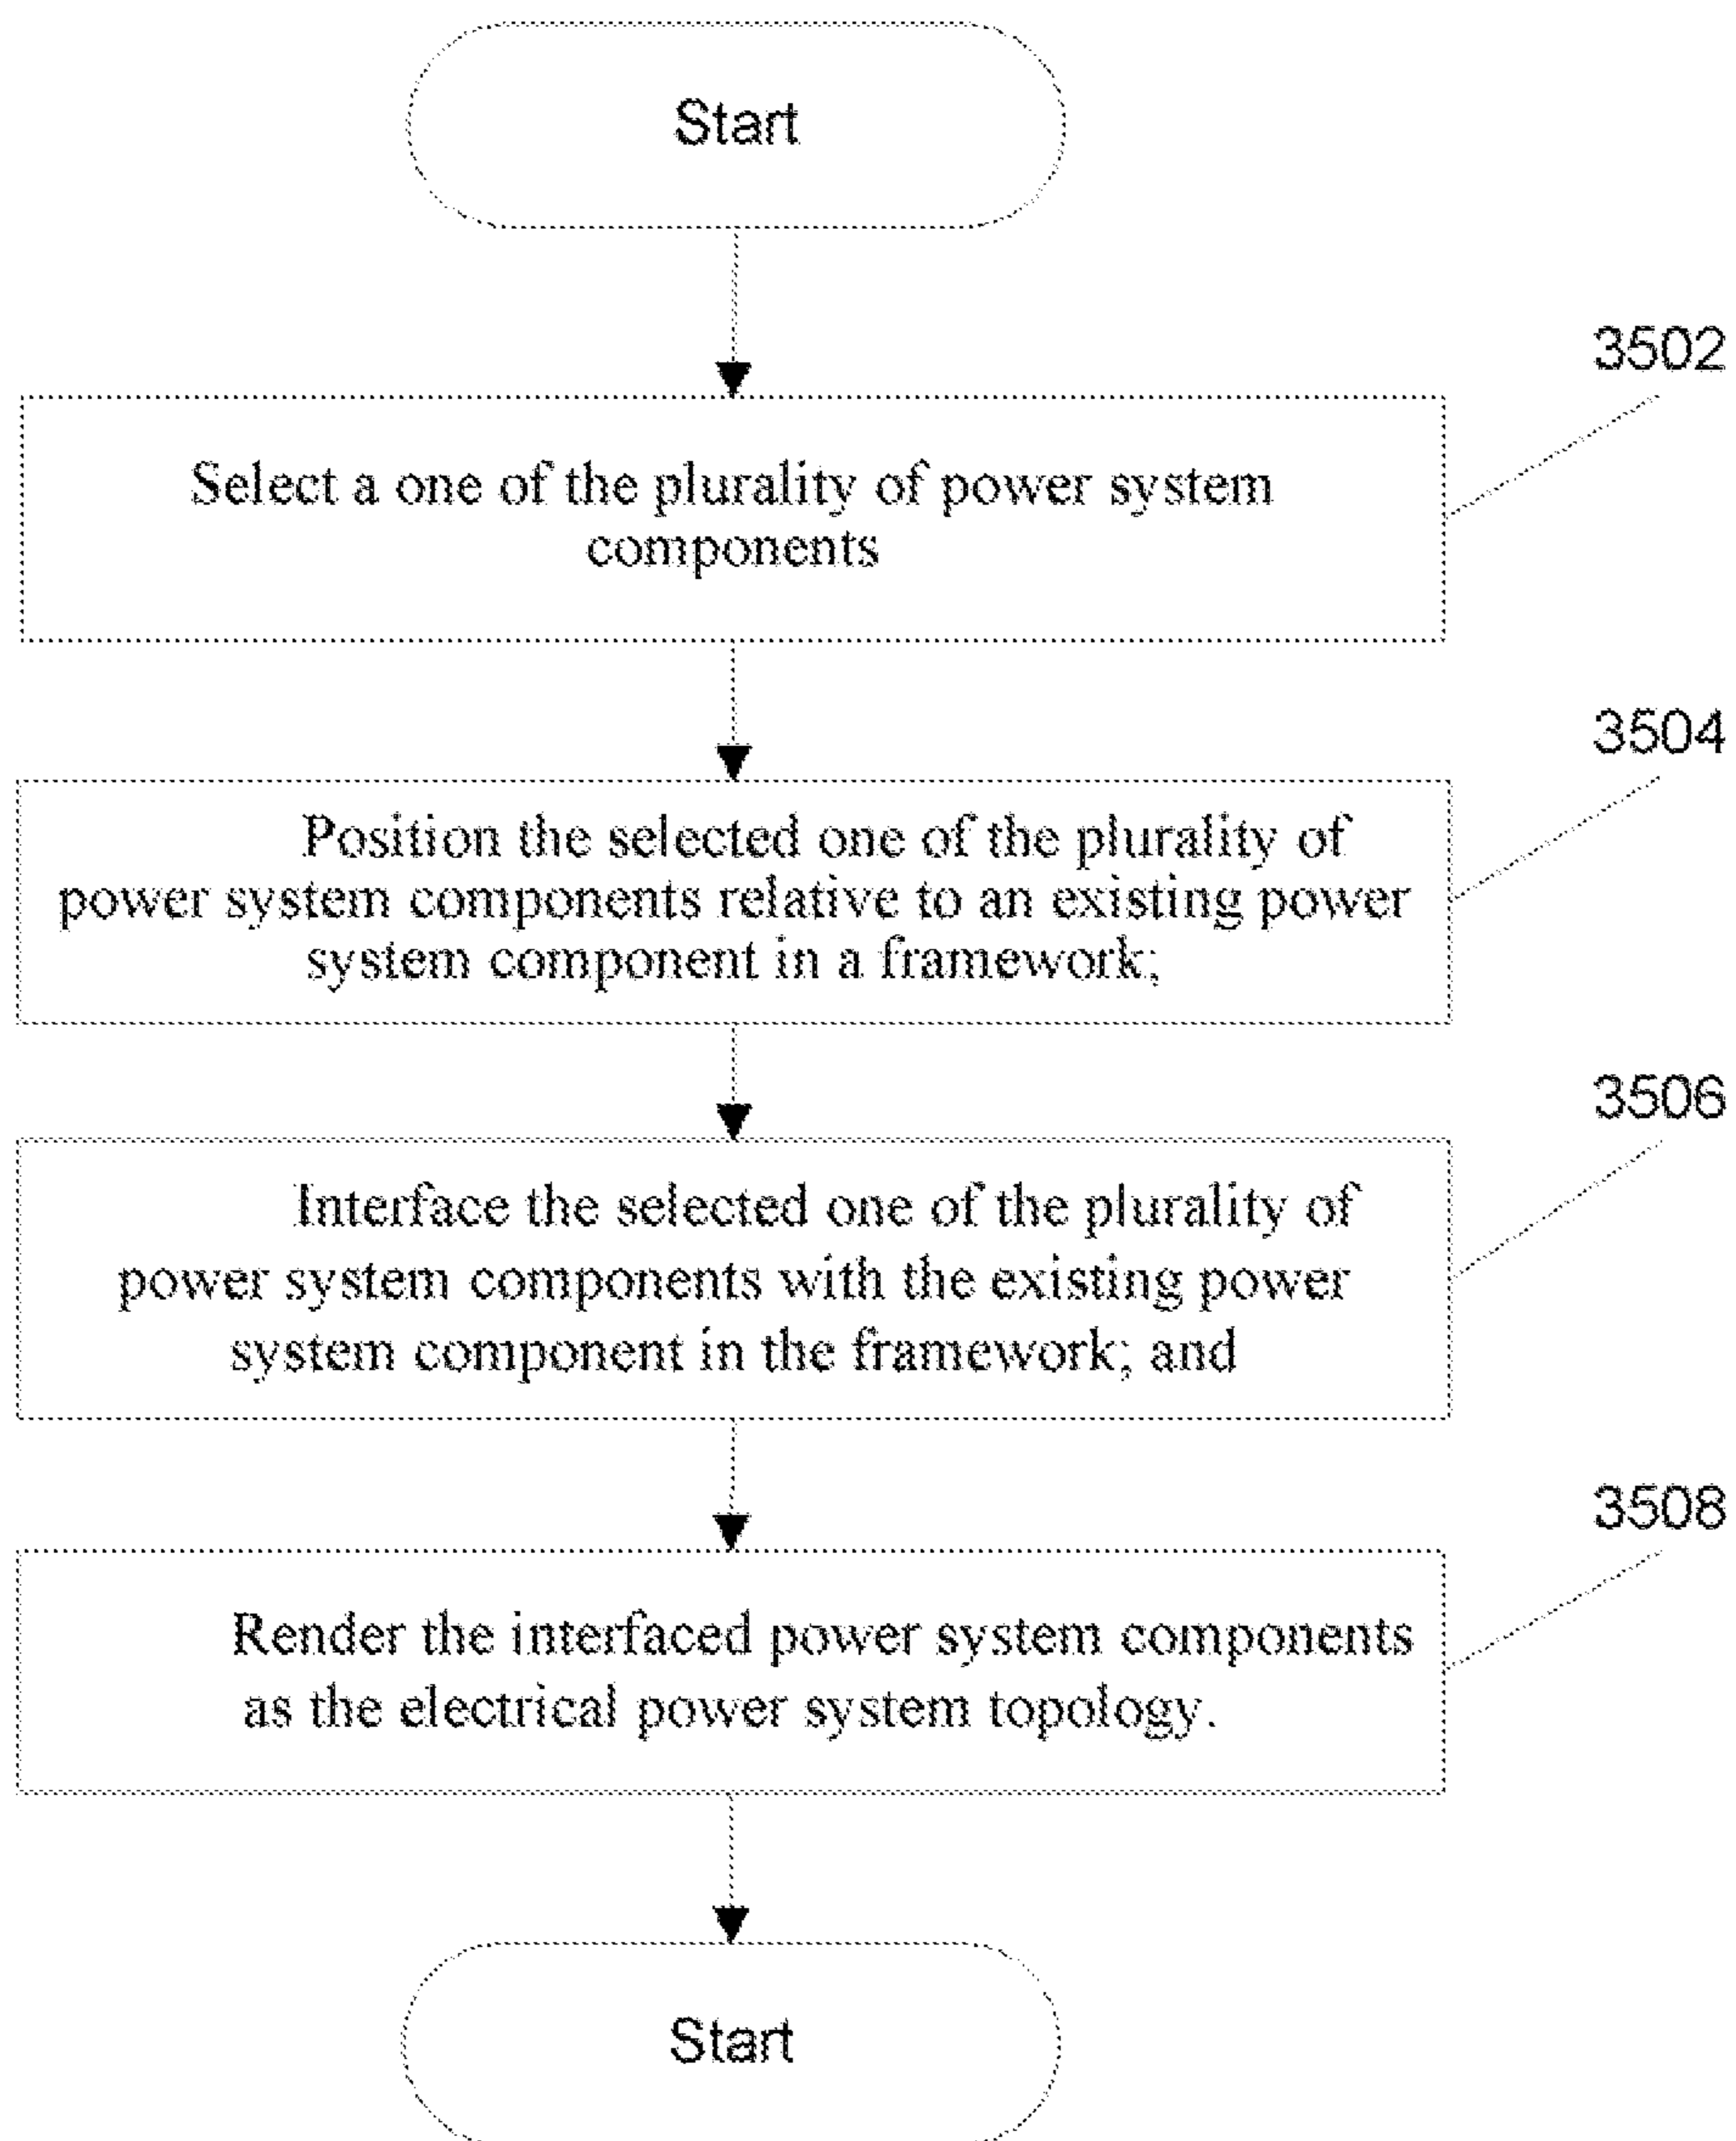 Start
3502
Select a one of the plurality of power system
components
3504
Position the selected one of the plurality of
power system components relative to an existing power
system component in a framework;
3506
Interface the selected one of the plurality of
power system components with the existing power
system component in the framework; and
3508
Render the interfaced power system components
as the electrical power system topology.
Start